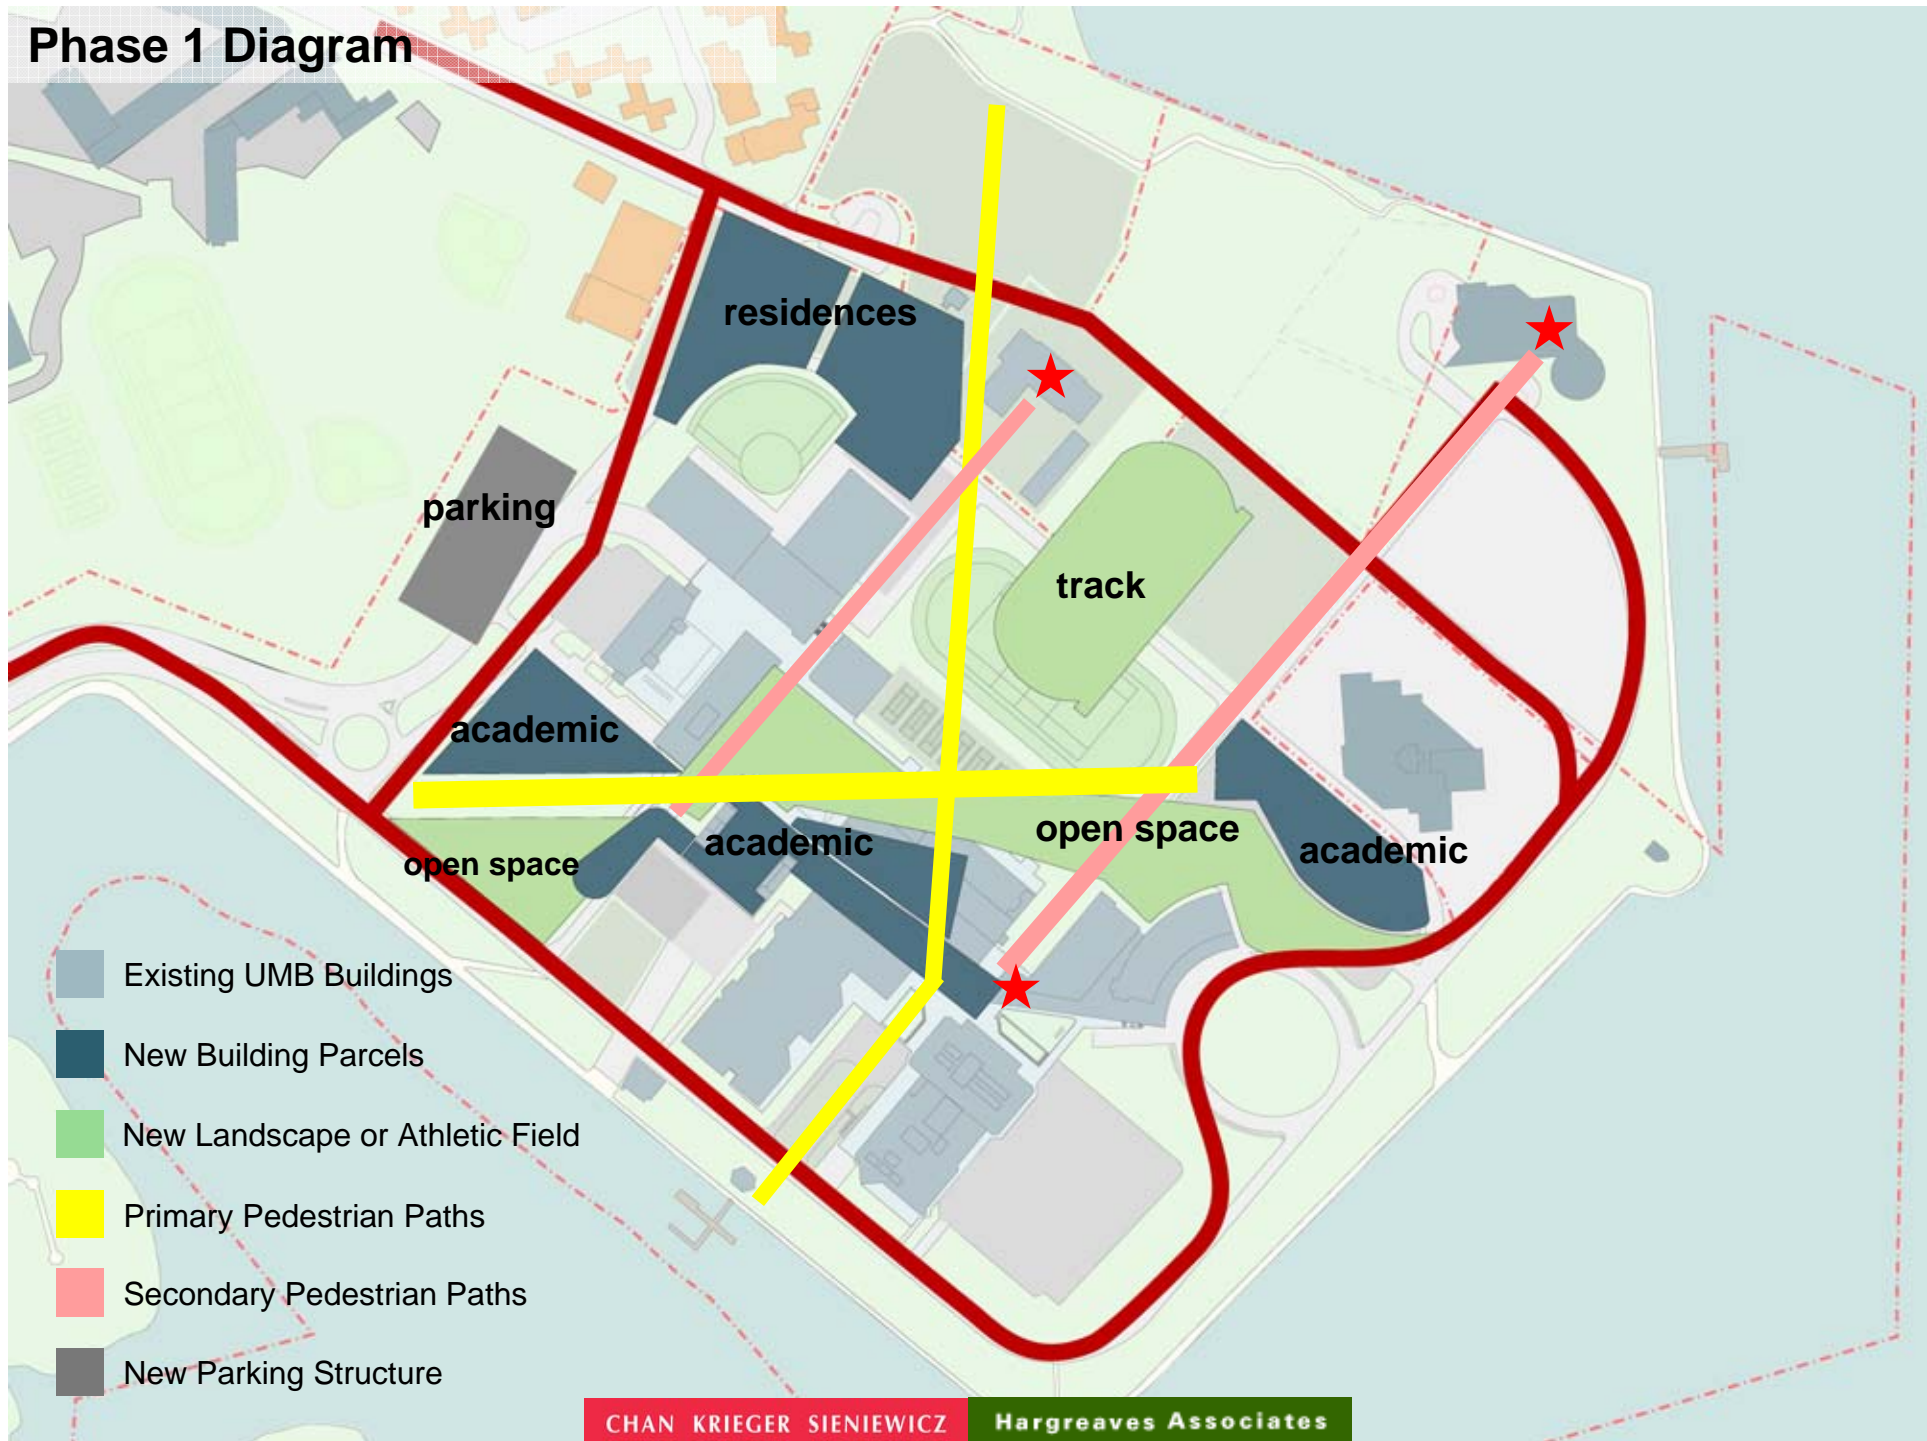 Phase 1 Diagram
residences
parking
track
academic
academic
open space
academic
open space
Existing UMB Buildings
New Building Parcels
New Landscape or Athletic Field
Primary Pedestrian Paths
Secondary Pedestrian Paths
New Parking Structure
CHAN KRIEGER SIENIEWICZ
Hargreaves Associates